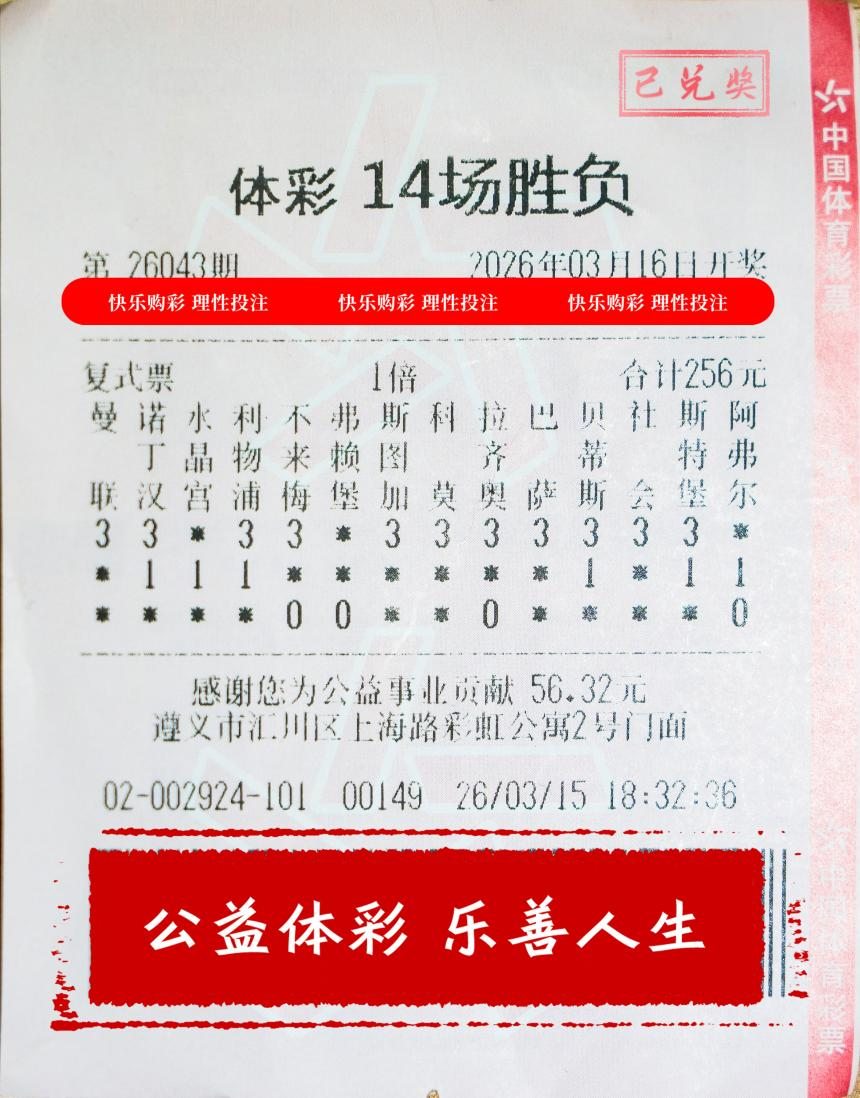 已兑奖
体彩 14场胜负
第 26043期 2026年03月16日开奖
快乐购彩 理性投注 快乐购彩 理性投注 快乐购彩 理性投注
复式票 1倍 合计256元
曼 诺 水 利 不 弗 斯 科 拉 巴 贝 社 斯 阿
丁 晶 物 来 赖 图 齐 蒂 特 弗
联 汉 宫 浦 梅 堡 加 莫 奥 萨 斯 会 堡 尔
3 3 * 3 3 * 3 3 3 3 3 3 3 *
* 1 1 1 * * * * * * 1 * 1 1
* * * * 0 0 * * 0 * * * * 0
感谢您为公益事业贡献 56.32元
遵义市汇川区上海路彩虹公寓2号门面
02-002924-101 00149 26/03/15 18:32:36
公益体彩 乐善人生
中国体育彩票
中国体育彩票